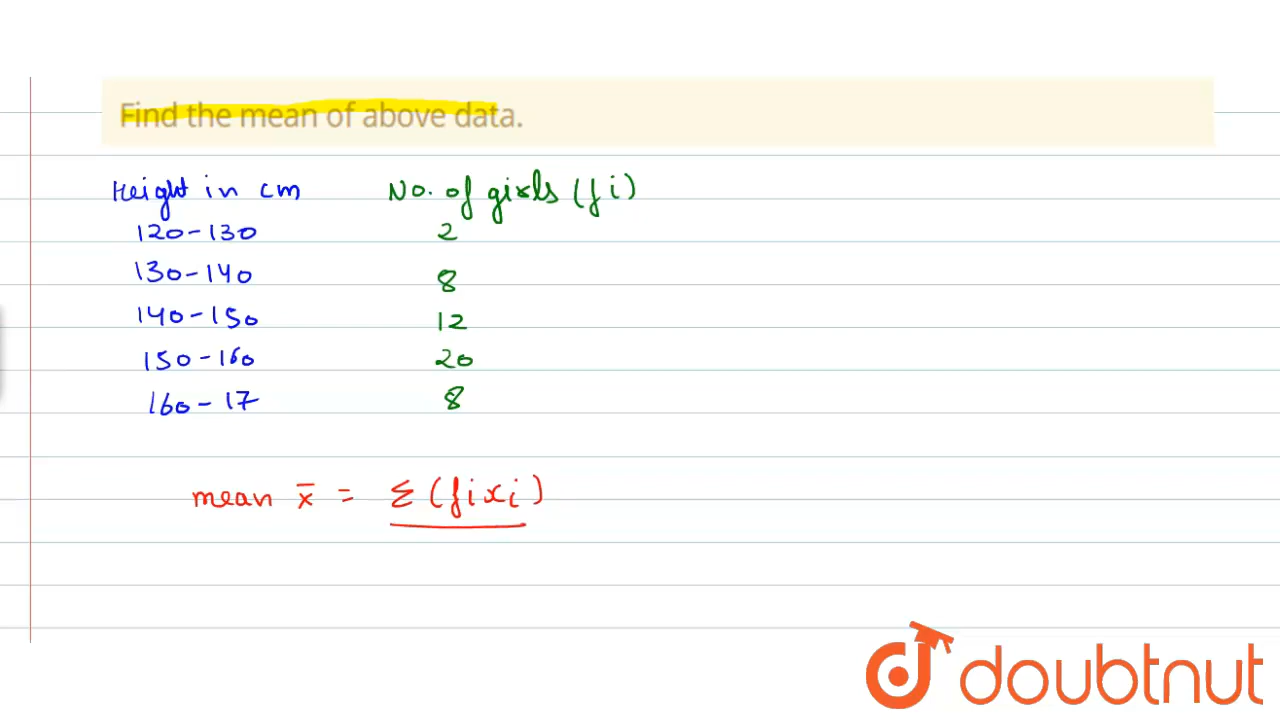 Find the mean of above data.
Height in cm No. of girls (fi)
120-130 2
130-140 8
140-150 12
150-160 20
160-17 8
mean x̄ = Σ(fixi)
doubtnut